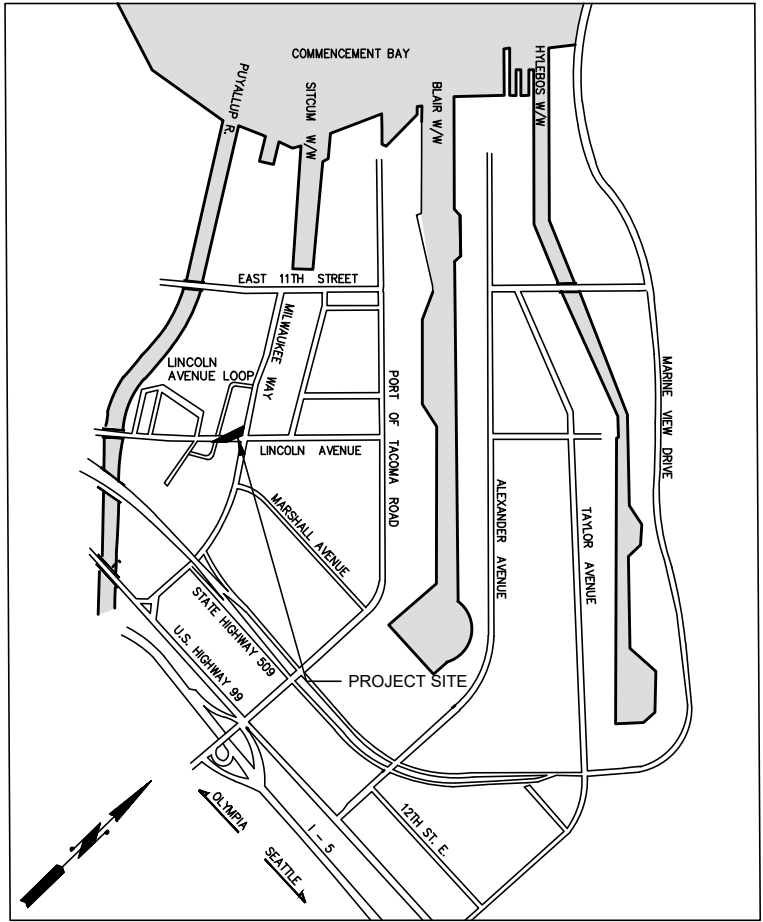 COMMENCEMENT BAY
PUYALLUP R.
SITCUM W/W
BLAIR W/W
HYLEBOS W/W
EAST 11TH STREET
MILWAUKEE WAY
LINCOLN
AVENUE LOOP
PORT OF TACOMA ROAD
MARINE VIEW DRIVE
LINCOLN AVENUE
MARSHALL AVENUE
ALEXANDER AVENUE
TAYLOR AVENUE
STATE HIGHWAY 509
U.S. HIGHWAY 99
PROJECT SITE
N
OLYMPIA
I - 5
SEATTLE
12TH ST. E.